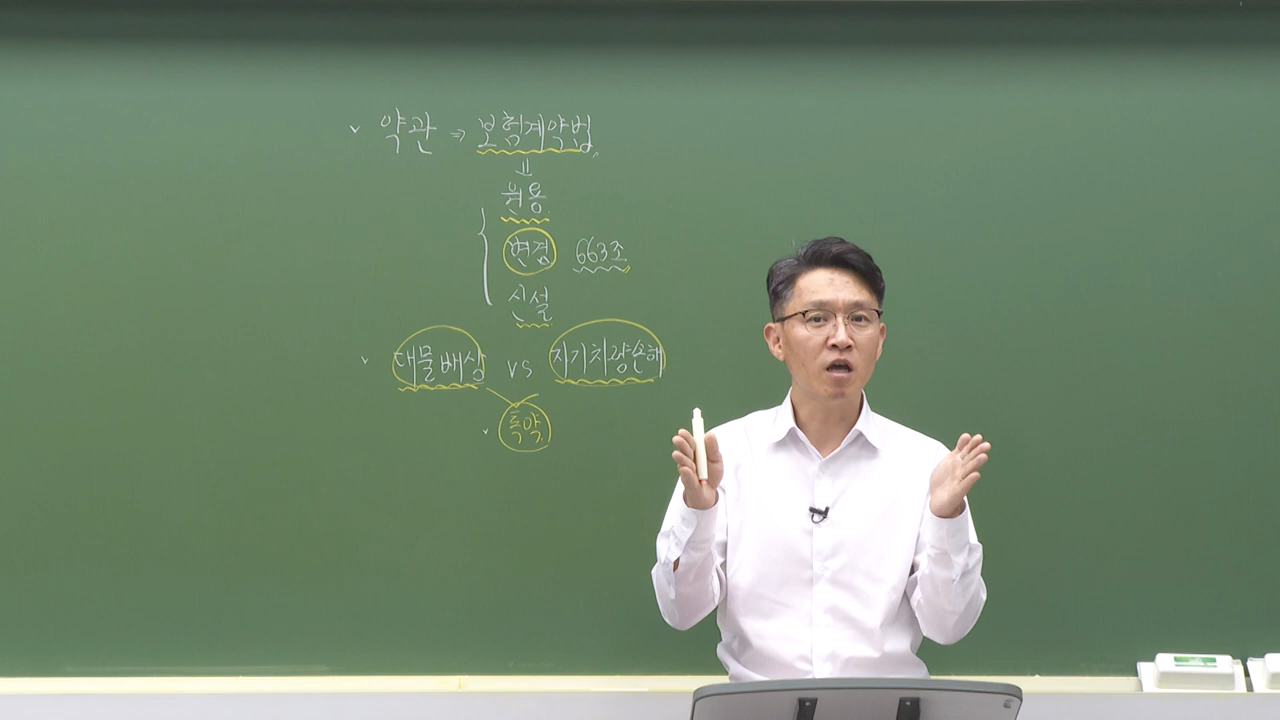 약관 ⇒ 보험계약법
원용
변경 663조
신설
대물배상 vs 자기차량손해
특약